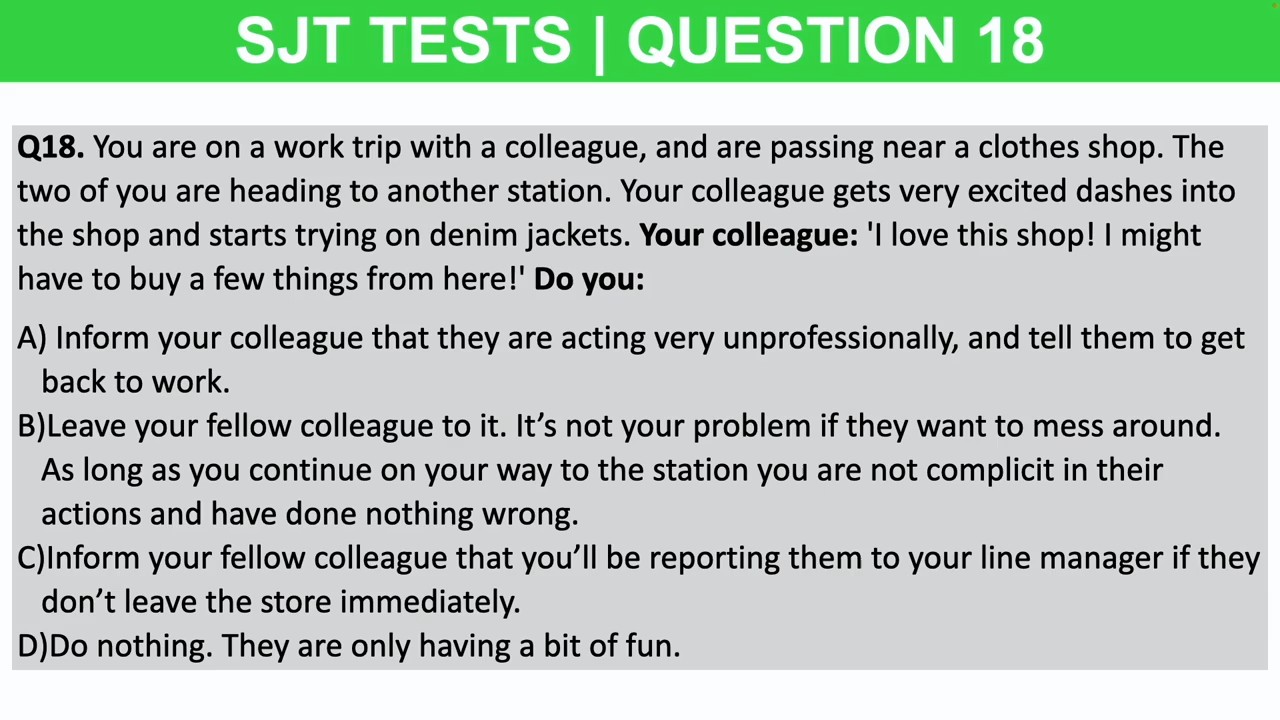 SJT TESTS | QUESTION 18
Q18. You are on a work trip with a colleague, and are passing near a clothes shop. The
two of you are heading to another station. Your colleague gets very excited dashes into
the shop and starts trying on denim jackets. Your colleague: 'I love this shop! I might
have to buy a few things from here!' Do you:
A) Inform your colleague that they are acting very unprofessionally, and tell them to get
back to work.
B)Leave your fellow colleague to it. It’s not your problem if they want to mess around.
As long as you continue on your way to the station you are not complicit in their
actions and have done nothing wrong.
C)Inform your fellow colleague that you’ll be reporting them to your line manager if they
don’t leave the store immediately.
D)Do nothing. They are only having a bit of fun.